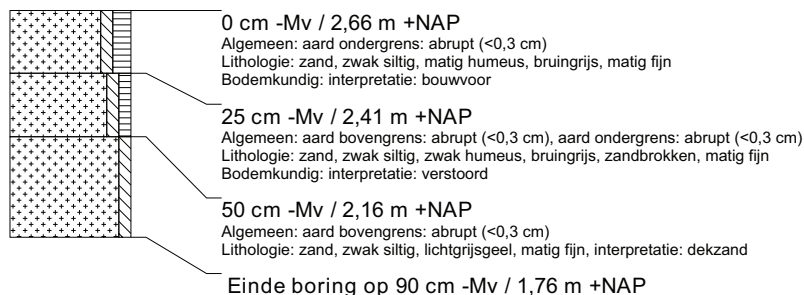 0 cm -Mv / 2,66 m +NAP
Algemeen: aard ondergrens: abrupt (<0,3 cm)
Lithologie: zand, zwak siltig, matig humeus, bruingrijs, matig fijn
Bodemkundig: interpretatie: bouwvoor
25 cm -Mv / 2,41 m +NAP
Algemeen: aard bovengrens: abrupt (<0,3 cm), aard ondergrens: abrupt (<0,3 cm)
Lithologie: zand, zwak siltig, zwak humeus, bruingrijs, zandbrokken, matig fijn
Bodemkundig: interpretatie: verstoord
50 cm -Mv / 2,16 m +NAP
Algemeen: aard bovengrens: abrupt (<0,3 cm)
Lithologie: zand, zwak siltig, lichtgrijsgeel, matig fijn, interpretatie: dekzand
Einde boring op 90 cm -Mv / 1,76 m +NAP